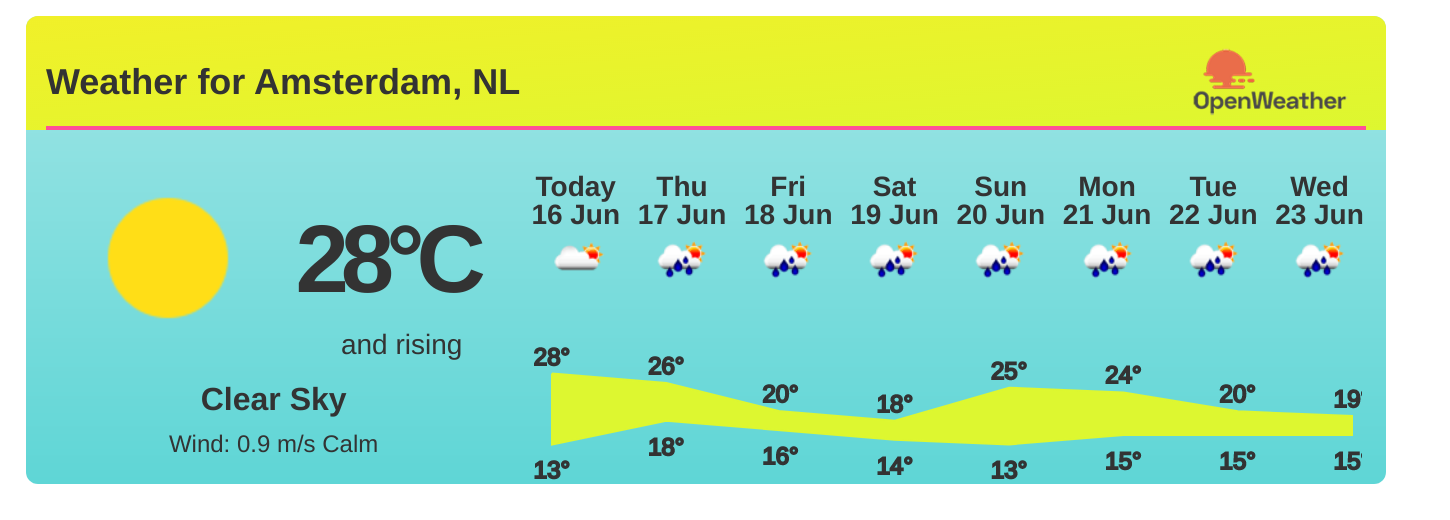 Weather for Amsterdam, NL
OpenWeather
28°C
and rising
Clear Sky
Wind: 0.9 m/s Calm
Today Thu Fri Sat Sun Mon Tue Wed
16 Jun 17 Jun 18 Jun 19 Jun 20 Jun 21 Jun 22 Jun 23 Jun
28° 26° 20° 18° 25° 24° 20° 19°
13° 18° 16° 14° 13° 15° 15° 15°